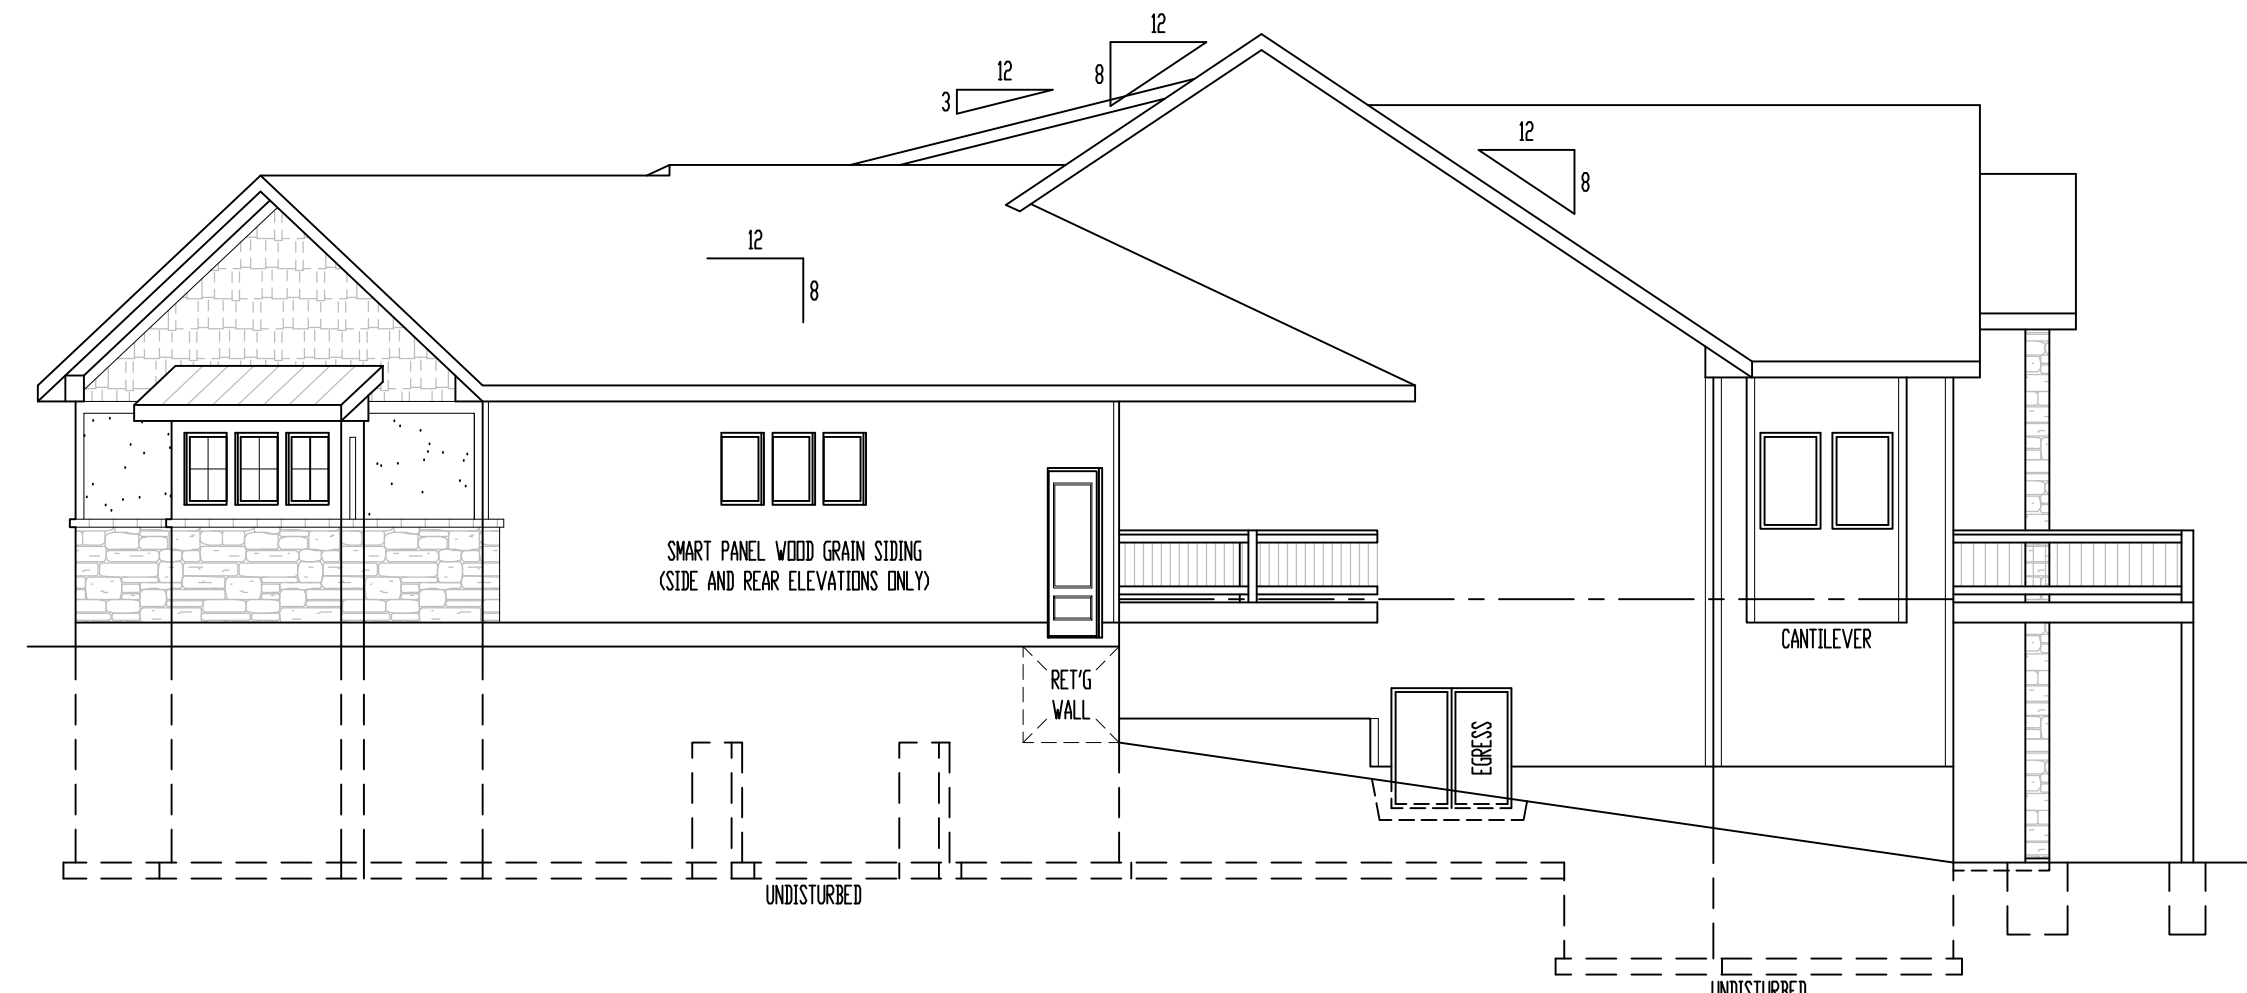 12
8
12
3
12
8
12
8
SMART PANEL WOOD GRAIN SIDING
(SIDE AND REAR ELEVATIONS ONLY)
CANTILEVER
RET'G
WALL
EGRESS
UNDISTURBED
UNDISTURBED